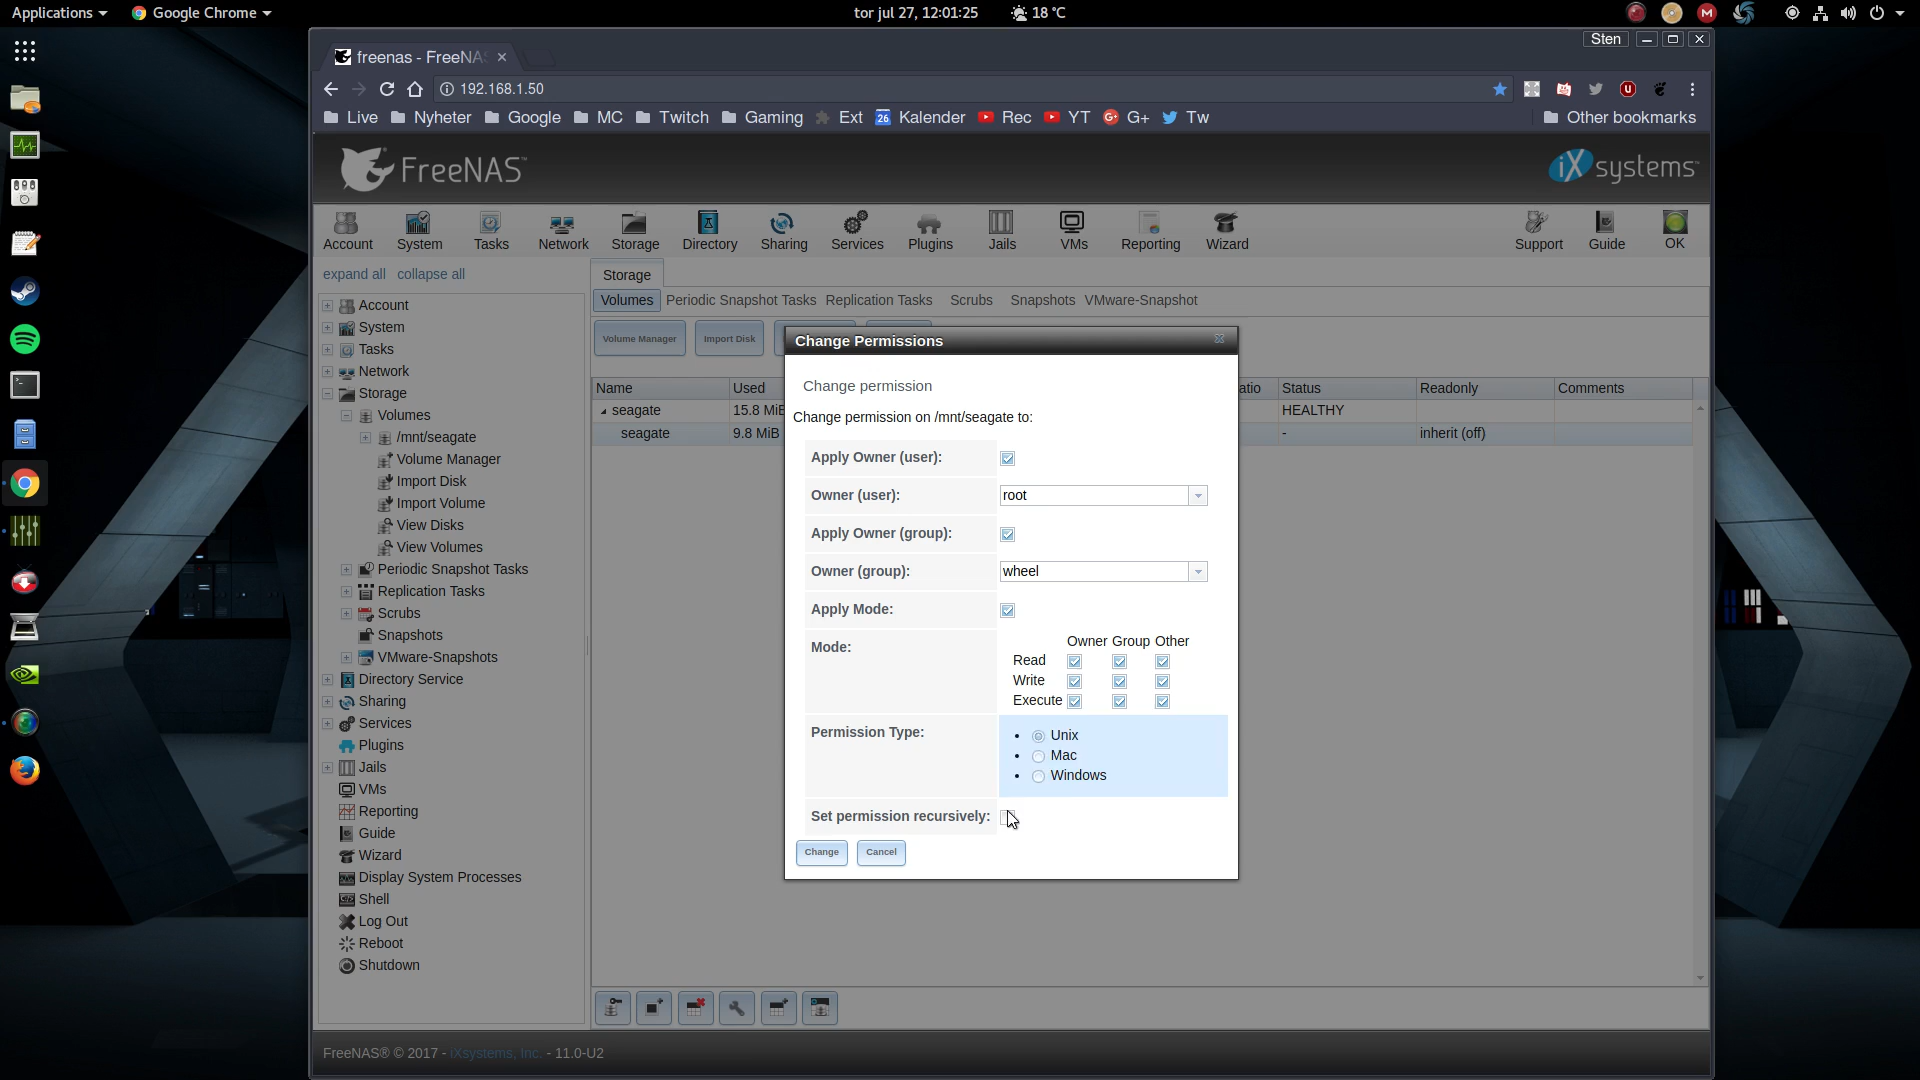 Applications Google Chrome tor jul 27, 12:01:25 18 °C
Sten
freenas - FreeNA
192.168.1.50
Live Nyheter Google MC Twitch Gaming Ext 26 Kalender Rec YT G+ Tw Other bookmarks
FreeNAS™ iXsystems™
Account System Tasks Network Storage Directory Sharing Services Plugins Jails VMs Reporting Wizard Support Guide OK
expand all collapse all
Storage
Volumes Periodic Snapshot Tasks Replication Tasks Scrubs Snapshots VMware-Snapshot
Volume Manager Import Disk
Name Used atio Status Readonly Comments
seagate 15.8 MiB HEALTHY
seagate 9.8 MiB - inherit (off)
Account
System
Tasks
Network
Storage
Volumes
/mnt/seagate
Volume Manager
Import Disk
Import Volume
View Disks
View Volumes
Periodic Snapshot Tasks
Replication Tasks
Scrubs
Snapshots
VMware-Snapshots
Directory Service
Sharing
Services
Plugins
Jails
VMs
Reporting
Guide
Wizard
Display System Processes
Shell
Log Out
Reboot
Shutdown
Change Permissions
Change permission
Change permission on /mnt/seagate to:
Apply Owner (user):
Owner (user): root
Apply Owner (group):
Owner (group): wheel
Apply Mode:
Mode: Owner Group Other
Read
Write
Execute
Permission Type: Unix
Mac
Windows
Set permission recursively:
Change Cancel
FreeNAS® © 2017 - iXsystems, Inc. - 11.0-U2